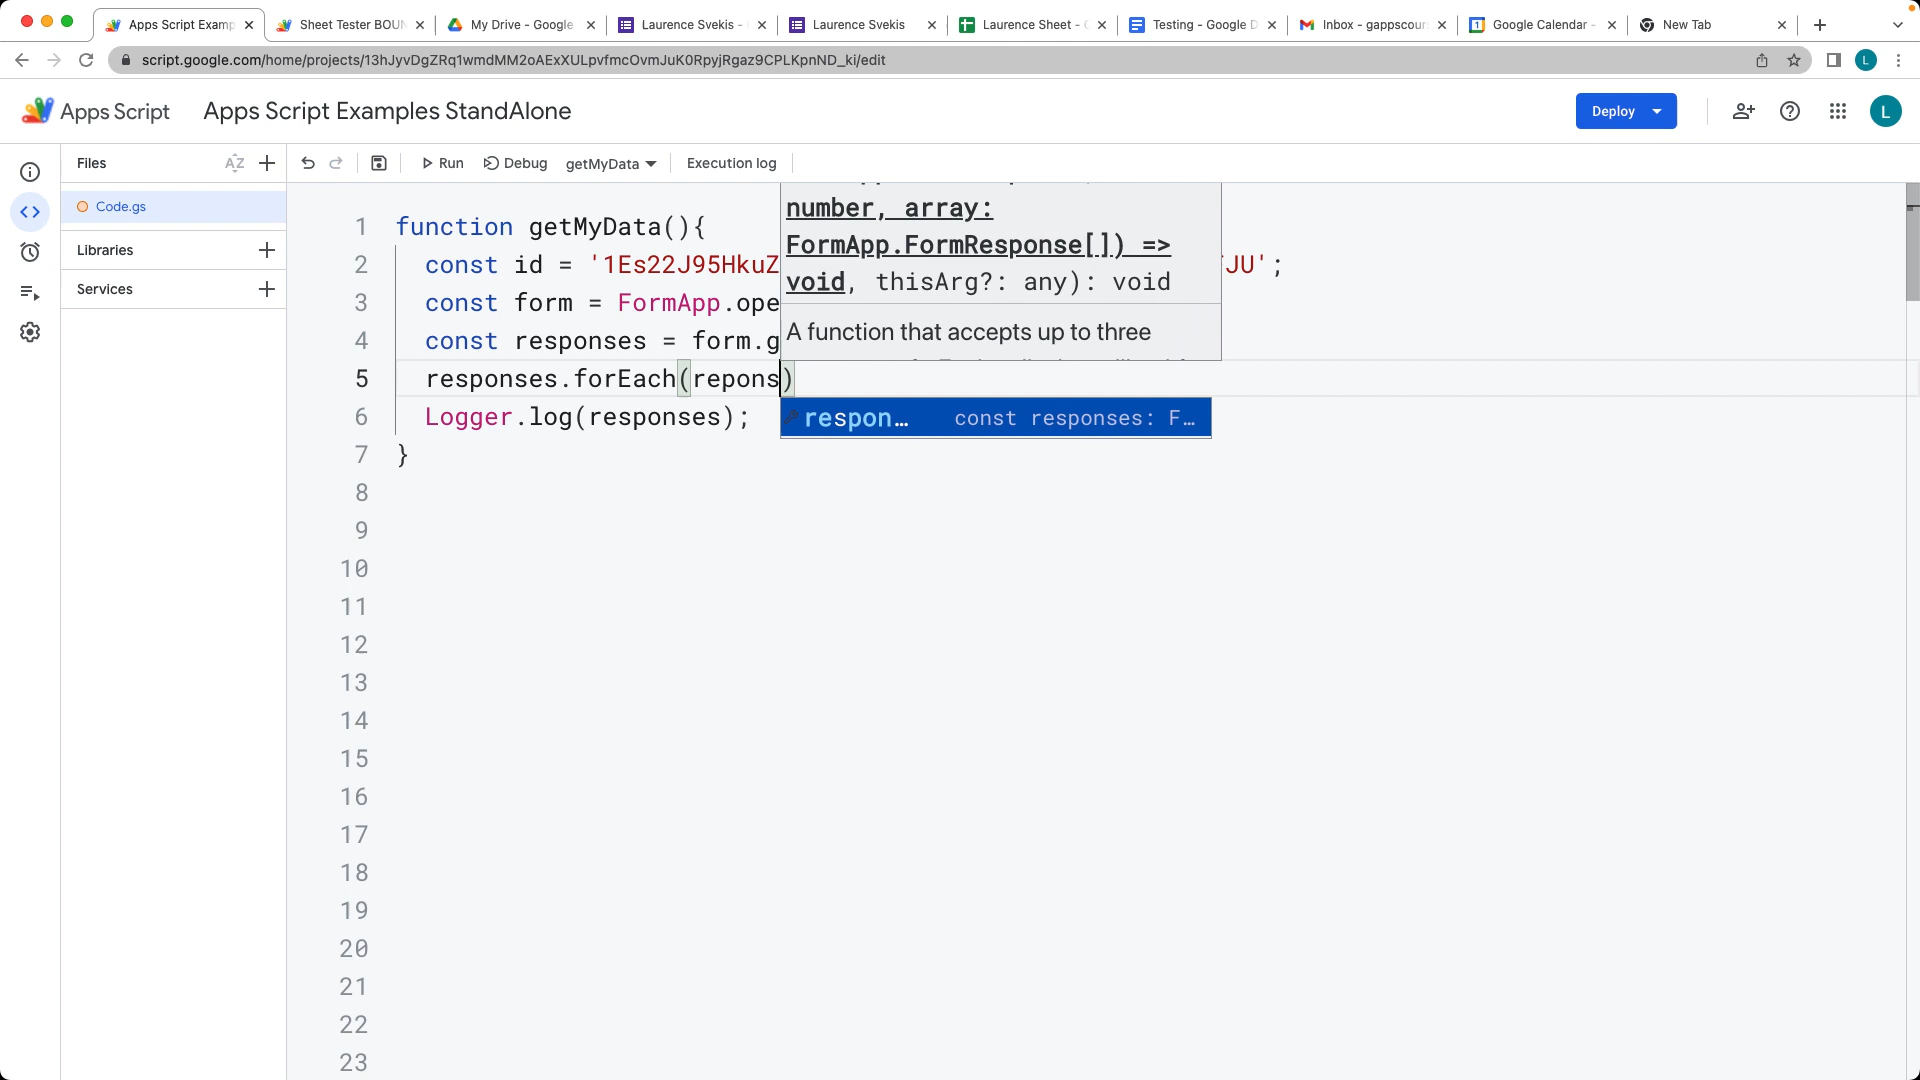 Apps Script Examp
Sheet Tester BOUN
My Drive - Google
Laurence Svekis -
Laurence Svekis
Laurence Sheet -
Testing - Google D
Inbox - gappscour
Google Calendar -
New Tab
script.google.com/home/projects/13hJyvDgZRq1wmdMM2oAExXULpvfmcOvmJuK0RpyjRgaz9CPLKpnND_ki/edit
L
Apps Script
Apps Script Examples StandAlone
Deploy
L
Files
AZ
Run
Debug
getMyData
Execution log
Code.gs
Libraries
Services
1 function getMyData(){
2 const id = '1Es22J95HkuZ
JU';
3 const form = FormApp.ope
4 const responses = form.g
5 responses.forEach(repons)
6 Logger.log(responses);
7 }
8
9
10
11
12
13
14
15
16
17
18
19
20
21
22
23
number, array:
FormApp.FormResponse[]) =>
void, thisArg?: any): void
A function that accepts up to three
respon… const responses: F…